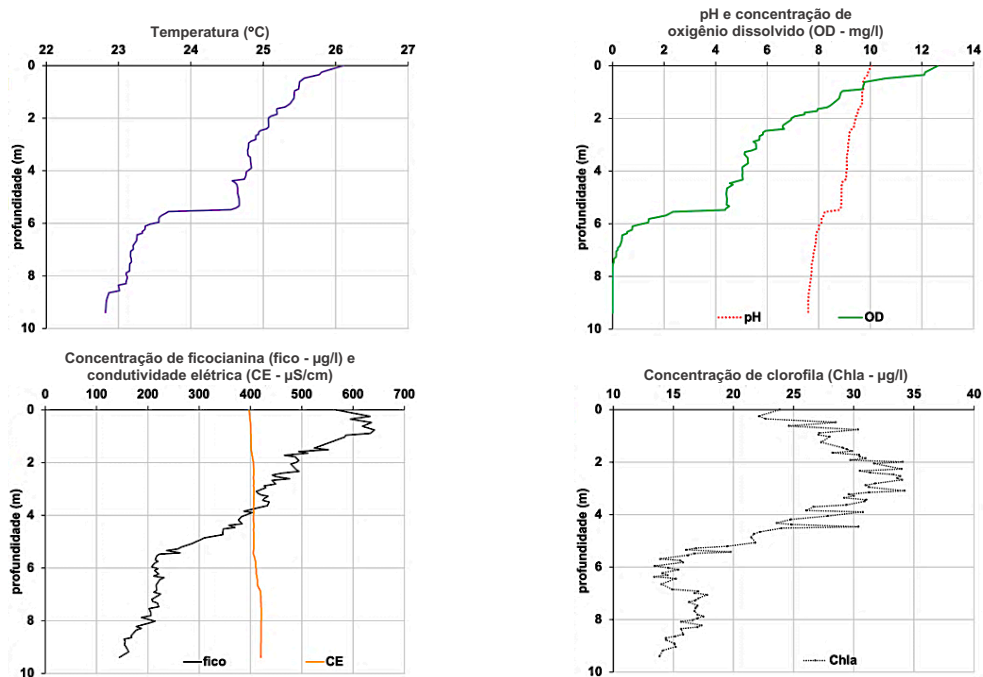 Temperatura (°C)
22 23 24 25 26 27
0
2
4
6
8
10
profundidade (m)
pH e concentração de
oxigênio dissolvido (OD - mg/l)
0 2 4 6 8 10 12 14
0
2
4
6
8
10
profundidade (m)
pH OD
Concentração de ficocianina (fico - µg/l) e
condutividade elétrica (CE - µS/cm)
0 100 200 300 400 500 600 700
0
2
4
6
8
10
profundidade (m)
fico CE
Concentração de clorofila (Chla - µg/l)
10 15 20 25 30 35 40
0
2
4
6
8
10
profundidade (m)
Chla